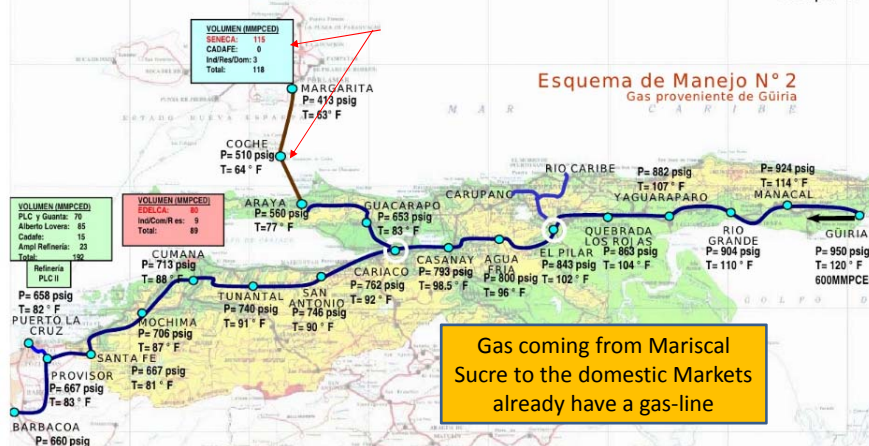 VOLUMEN (MMPCED)
SENECA: 115
CADAFE: 0
Ind/Res/Dom: 3
Total: 118
MARGARITA
P= 413 psig
T= 63° F
Esquema de Manejo N° 2
Gas proveniente de Güiria
MAR CARIBE
COCHE
P= 510 psig
T= 64 ° F
ARAYA
P= 560 psig
T=77° F
GUACARAPO
P= 653 psig
T= 83 ° F
CARUPANO
RIO CARIBE
P= 882 psig
T= 107 ° F
YAGUARAPARO
P= 924 psig
T= 114 ° F
MANACAL
VOLUMEN (MMPCED)
PLC y Guanta: 70
Alberto Lovera: 85
Cadafe: 15
Ampl Refinería: 23
Total: 192
Refinería
PLC II
VOLUMEN (MMPCED)
EDELCA: 80
Ind/Com/R es: 9
Total: 89
CUMANA
P= 713 psig
T= 88 ° F
TUNANTAL
P= 740 psig
T= 91 ° F
SAN
ANTONIO
P= 746 psig
T= 90 ° F
CARIACO
P= 762 psig
T= 92 ° F
CASANAY
P= 793 psig
T= 98.5 ° F
AGUA
FRIA
P= 800 psig
T= 96 ° F
EL PILAR
P= 843 psig
T= 102 ° F
QUEBRADA
LOS ROJAS
P= 863 psig
T= 104 ° F
RIO
GRANDE
P= 904 psig
T= 110 ° F
GÜIRIA
P= 950 psig
T= 120 ° F
600MMPCE
GOLFO D
P= 658 psig
T= 82 ° F
PUERTO LA
CRUZ
MOCHIMA
P= 706 psig
T= 87 ° F
SANTA FE
P= 667 psig
T= 81 ° F
PROVISOR
P= 667 psig
T= 83 ° F
BARBACOA
P= 660 psig
Gas coming from Mariscal
Sucre to the domestic Markets
already have a gas-line